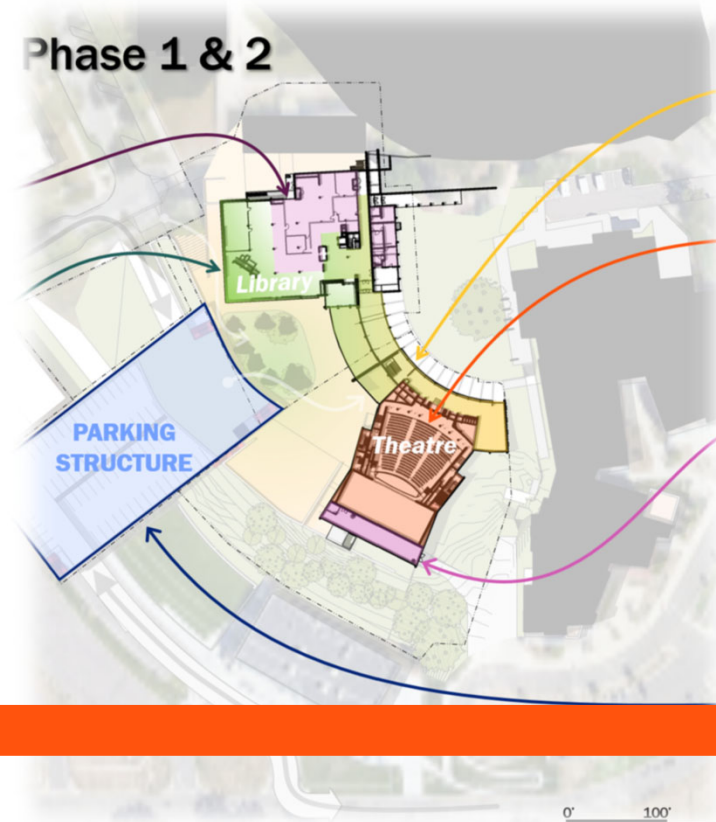 Phase 1 & 2
Library
PARKING
STRUCTURE
Theatre
0'
100'